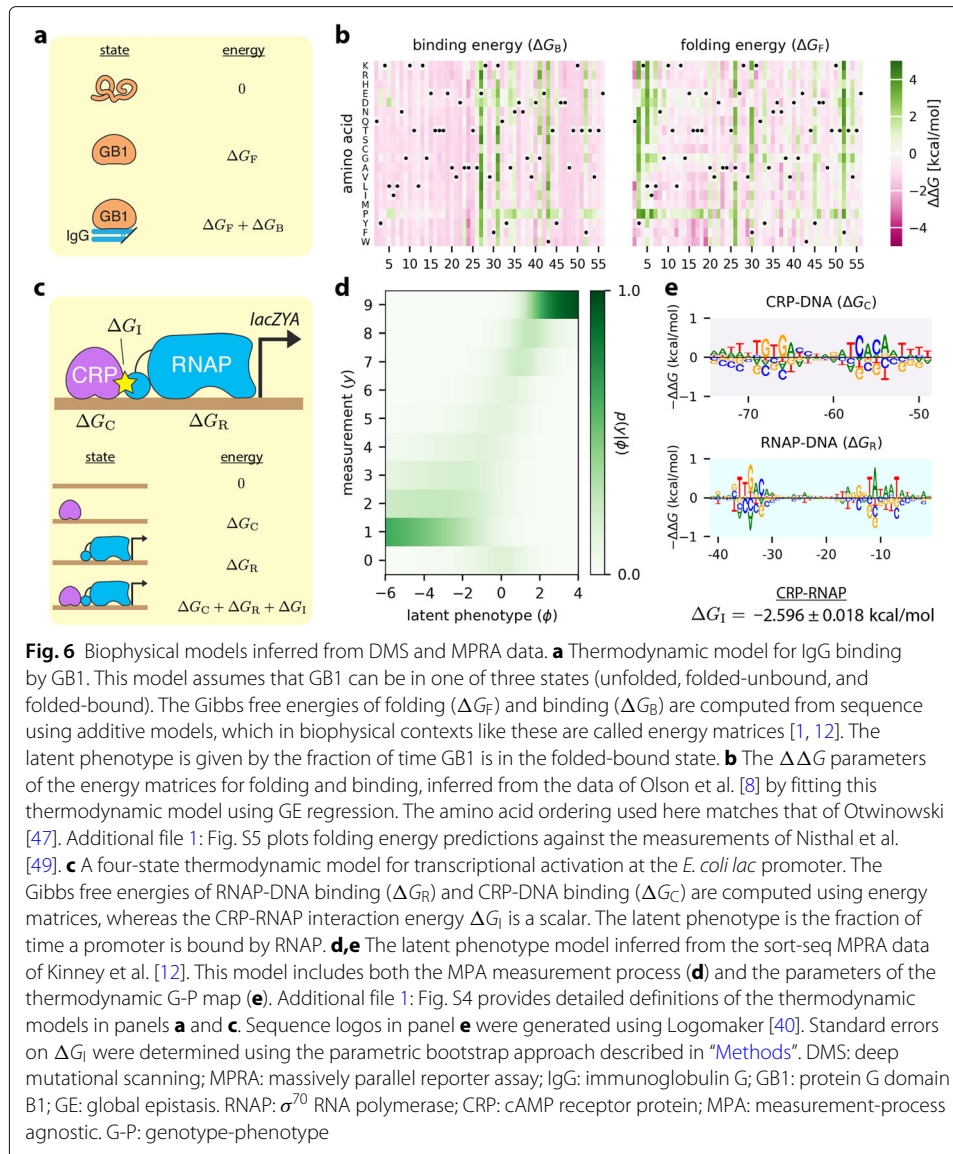 a
state energy
0
GB1 ΔG_F
GB1
IgG ΔG_F + ΔG_B
b
binding energy (ΔG_B) folding energy (ΔG_F)
amino acid
K
R
H
E
D
N
Q
T
S
C
G
A
V
L
I
M
P
Y
F
W
5 10 15 20 25 30 35 40 45 50 55
5 10 15 20 25 30 35 40 45 50 55
4
2
0
−2
−4
ΔΔG [kcal/mol]
c
lacZYA
ΔG_I
CRP RNAP
ΔG_C ΔG_R
state energy
0
ΔG_C
ΔG_R
ΔG_C + ΔG_R + ΔG_I
d
measurement (y)
9
8
7
6
5
4
3
2
1
0
−6 −4 −2 0 2 4
latent phenotype (ϕ)
1.0
p(y|ϕ)
0.0
e
CRP-DNA (ΔG_C)
−ΔΔG (kcal/mol)
1
0
−1
−70 −60 −50
RNAP-DNA (ΔG_R)
−ΔΔG (kcal/mol)
1
0
−1
−40 −30 −20 −10
CRP-RNAP
ΔG_I = −2.596 ± 0.018 kcal/mol
Fig. 6 Biophysical models inferred from DMS and MPRA data. a Thermodynamic model for IgG binding
by GB1. This model assumes that GB1 can be in one of three states (unfolded, folded-unbound, and
folded-bound). The Gibbs free energies of folding (ΔG_F) and binding (ΔG_B) are computed from sequence
using additive models, which in biophysical contexts like these are called energy matrices [1, 12]. The
latent phenotype is given by the fraction of time GB1 is in the folded-bound state. b The ΔΔG parameters
of the energy matrices for folding and binding, inferred from the data of Olson et al. [8] by fitting this
thermodynamic model using GE regression. The amino acid ordering used here matches that of Otwinowski
[47]. Additional file 1: Fig. S5 plots folding energy predictions against the measurements of Nisthal et al.
[49]. c A four-state thermodynamic model for transcriptional activation at the E. coli lac promoter. The
Gibbs free energies of RNAP-DNA binding (ΔG_R) and CRP-DNA binding (ΔG_C) are computed using energy
matrices, whereas the CRP-RNAP interaction energy ΔG_I is a scalar. The latent phenotype is the fraction of
time a promoter is bound by RNAP. d,e The latent phenotype model inferred from the sort-seq MPRA data
of Kinney et al. [12]. This model includes both the MPA measurement process (d) and the parameters of the
thermodynamic G-P map (e). Additional file 1: Fig. S4 provides detailed definitions of the thermodynamic
models in panels a and c. Sequence logos in panel e were generated using Logomaker [40]. Standard errors
on ΔG_I were determined using the parametric bootstrap approach described in "Methods". DMS: deep
mutational scanning; MPRA: massively parallel reporter assay; IgG: immunoglobulin G; GB1: protein G domain
B1; GE: global epistasis. RNAP: σ⁷⁰ RNA polymerase; CRP: cAMP receptor protein; MPA: measurement-process
agnostic. G-P: genotype-phenotype